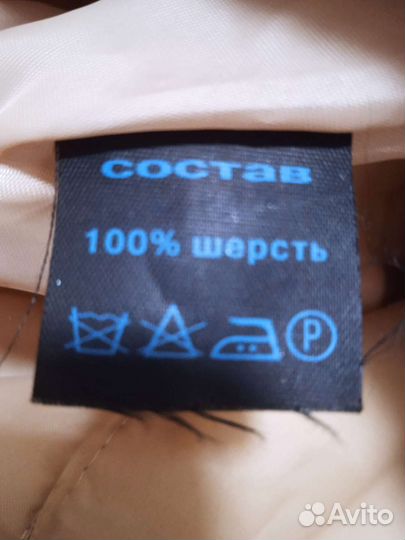 состав
100% шерсть
P
Avito